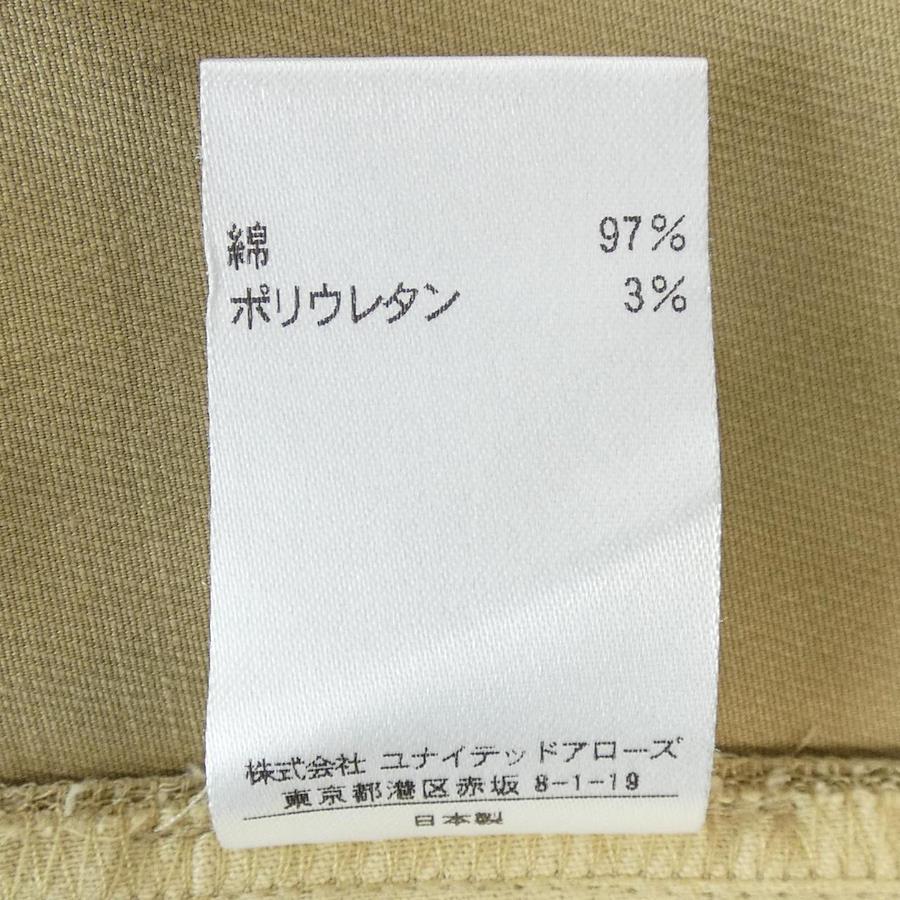 綿 97%
ポリウレタン 3%
株式会社 ユナイテッドアローズ
東京都港区赤坂 8-1-19
日本製